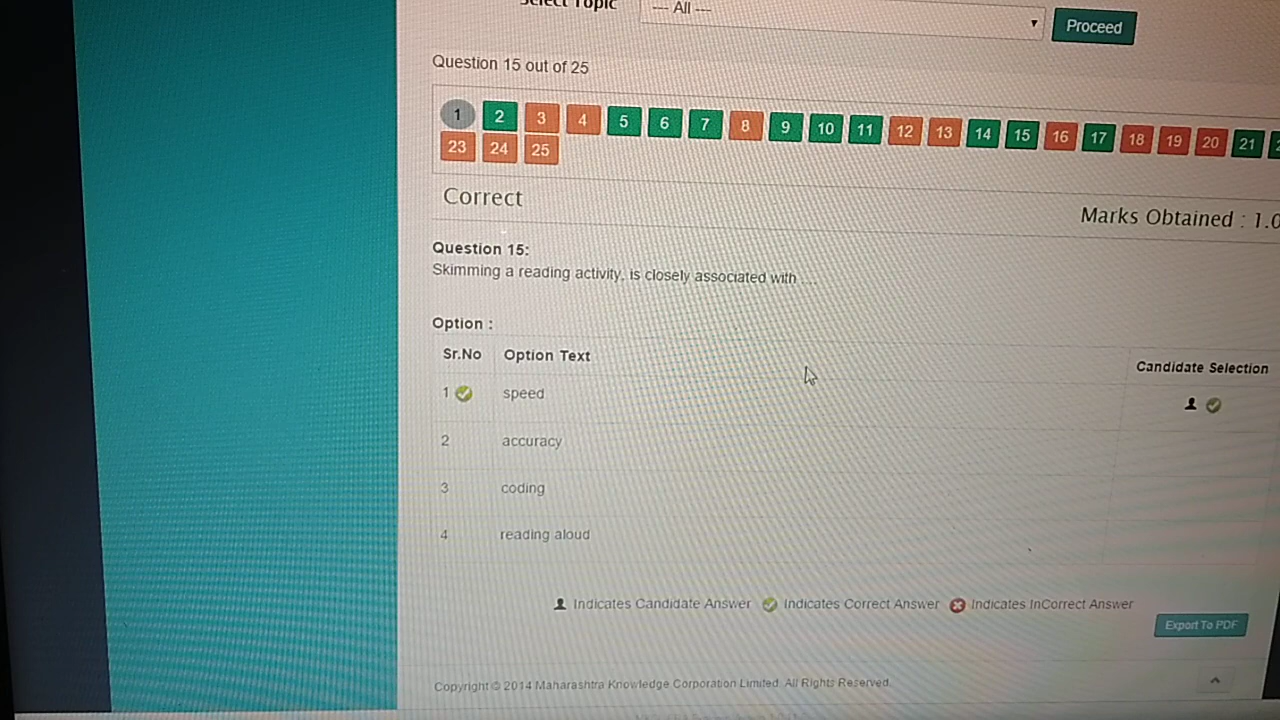 Select Topic --- All --- Proceed
Question 15 out of 25
1 2 3 4 5 6 7 8 9 10 11 12 13 14 15 16 17 18 19 20 21
23 24 25
Correct
Marks Obtained : 1.0
Question 15:
Skimming a reading activity, is closely associated with ....
Option :
Sr.No Option Text Candidate Selection
1 speed
2 accuracy
3 coding
4 reading aloud
Indicates Candidate Answer Indicates Correct Answer Indicates InCorrect Answer
Export To PDF
Copyright © 2014 Maharashtra Knowledge Corporation Limited. All Rights Reserved.